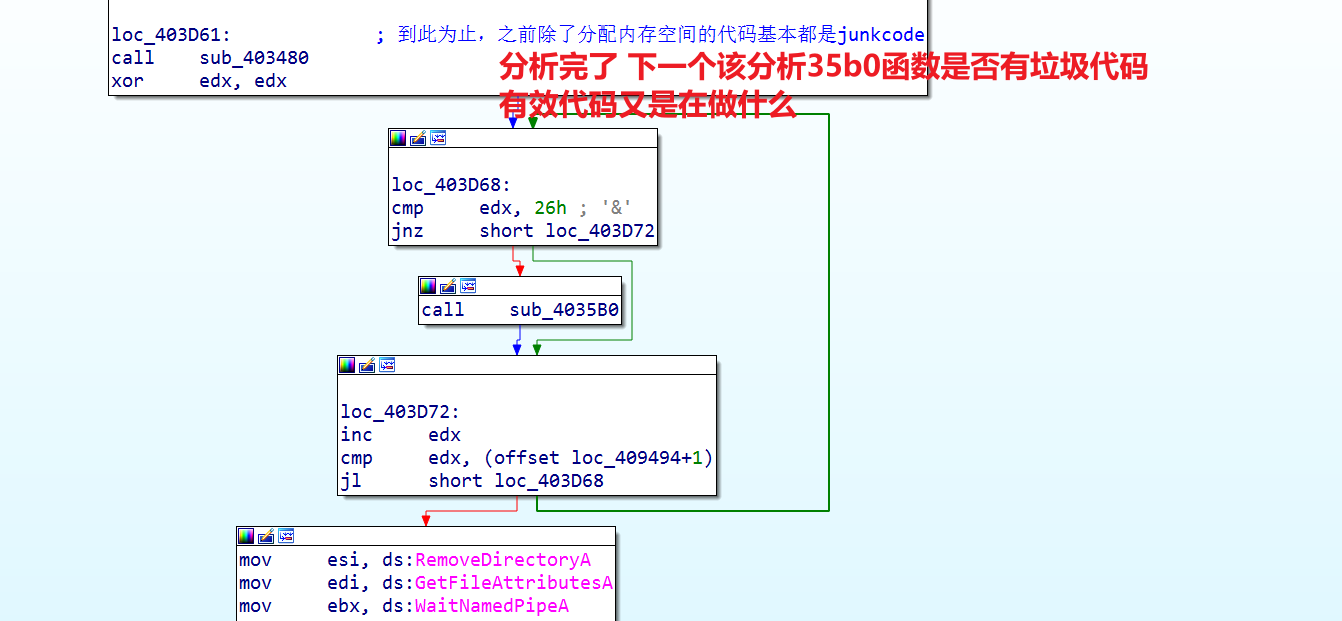 loc_403D61: ; 到此为止，之前除了分配内存空间的代码基本都是junkcode
call sub_403480
xor edx, edx
分析完了 下一个该分析35b0函数是否有垃圾代码
有效代码又是在做什么
loc_403D68:
cmp edx, 26h ; '&'
jnz short loc_403D72
call sub_4035B0
loc_403D72:
inc edx
cmp edx, (offset loc_409494+1)
jl short loc_403D68
mov esi, ds:RemoveDirectoryA
mov edi, ds:GetFileAttributesA
mov ebx, ds:WaitNamedPipeA